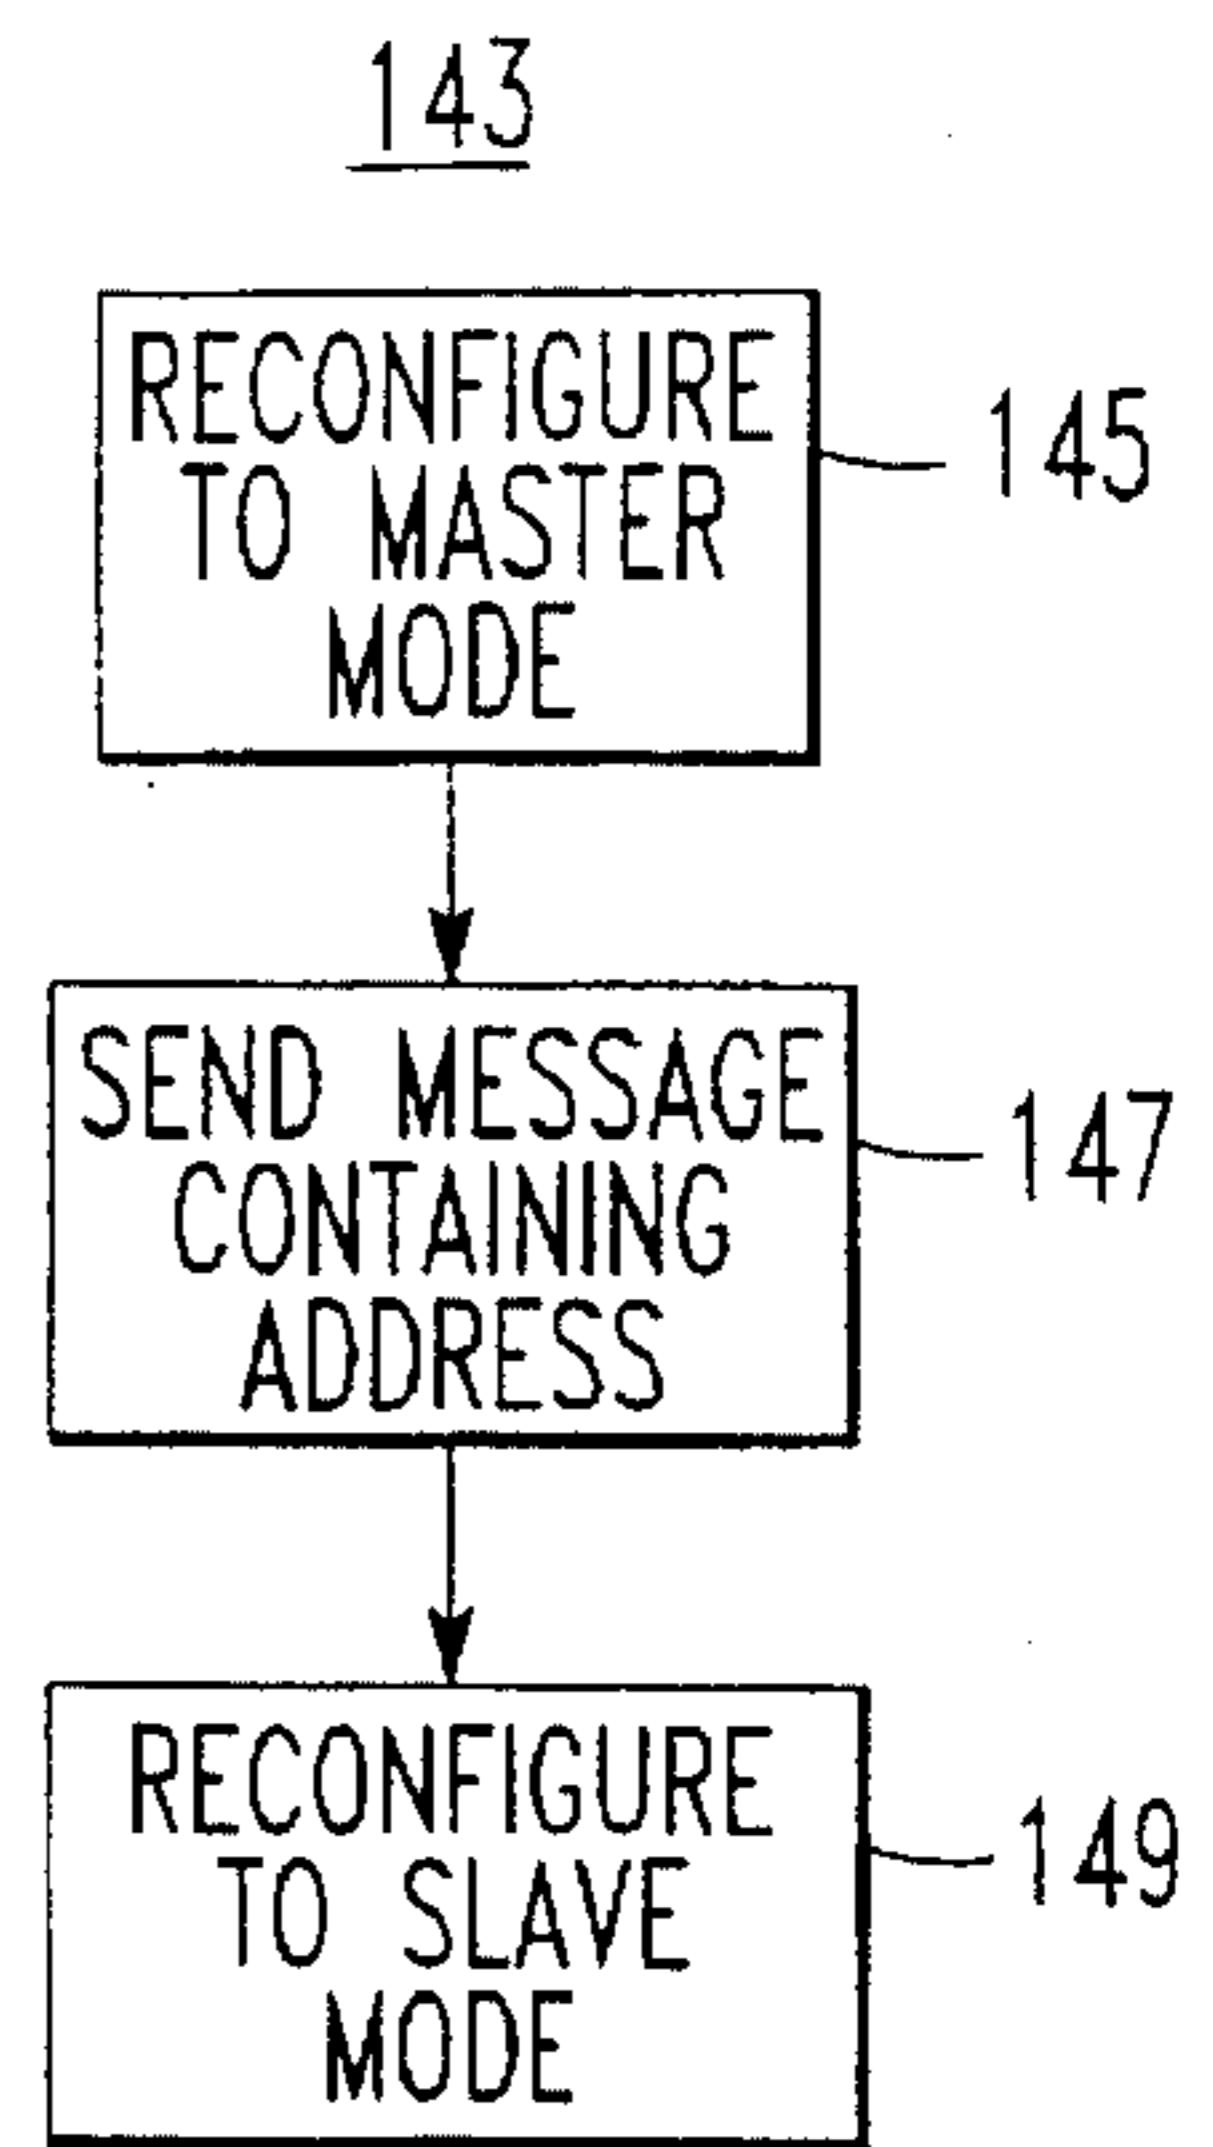 143
RECONFIGURE
TO MASTER
MODE
145
SEND MESSAGE
CONTAINING
ADDRESS
147
RECONFIGURE
TO SLAVE
MODE
149